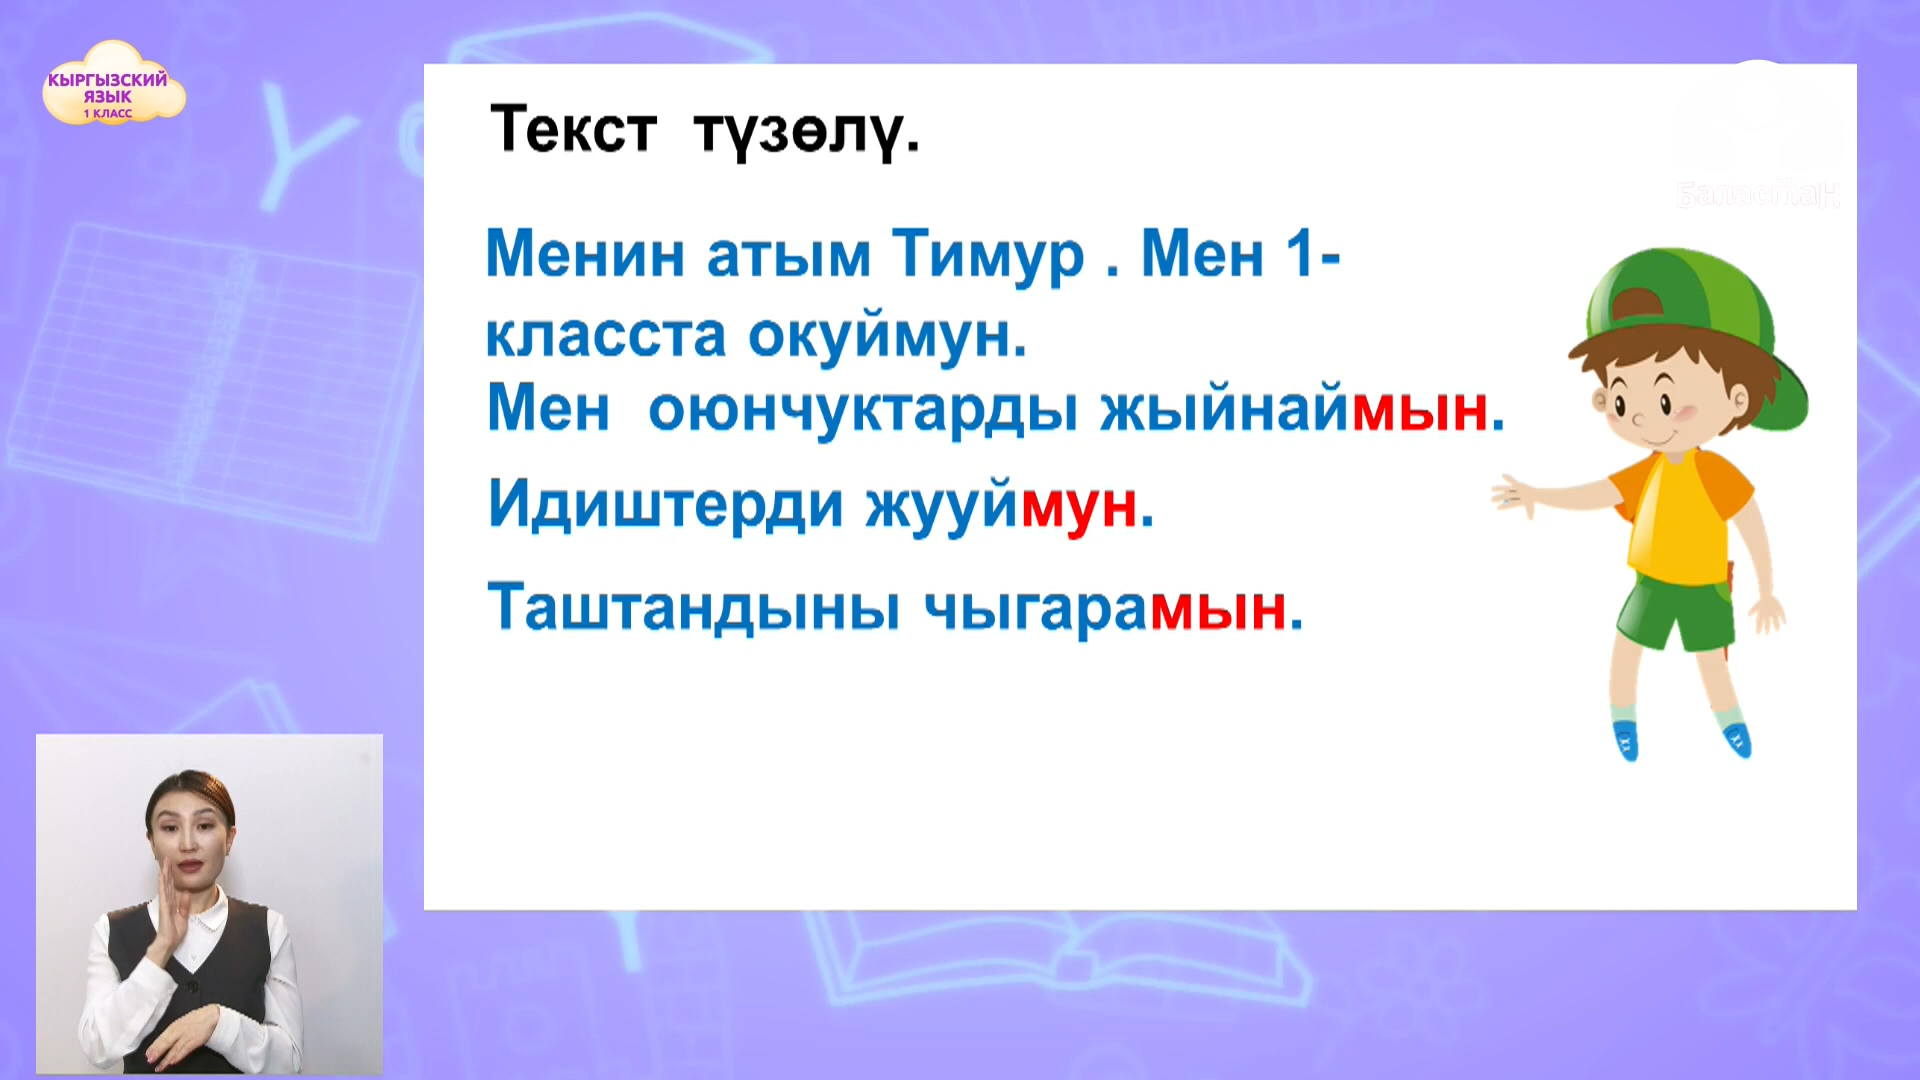 КЫРГЫЗСКИЙ
ЯЗЫК
1 КЛАСС
Баластан
Текст түзөлү.
Менин атым Тимур . Мен 1-
класста окуймун.
Мен оюнчуктарды жыйнаймын.
Идиштерди жууймун.
Таштандыны чыгарамын.